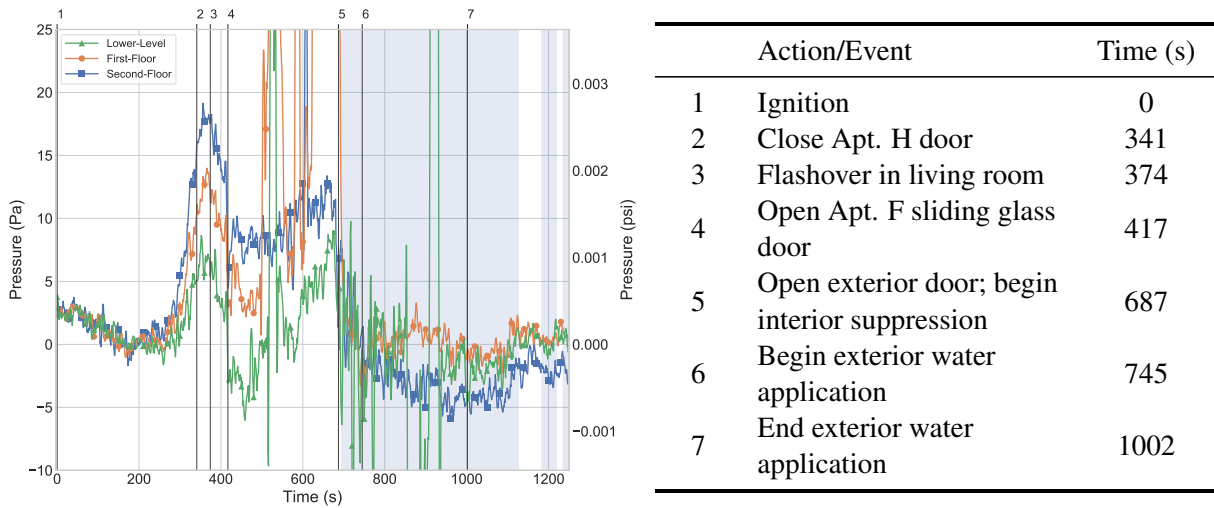 1 2 3 4 5 6 7
25
20
15
10
5
0
−5
−10
Pressure (Pa)
Lower-Level
First-Floor
Second-Floor
0.003
0.002
0.001
0.000
−0.001
Pressure (psi)
0 200 400 600 800 1000 1200
Time (s)
Action/Event Time (s)
1 Ignition 0
2 Close Apt. H door 341
3 Flashover in living room 374
4 Open Apt. F sliding glass 417
door
5 Open exterior door; begin 687
interior suppression
6 Begin exterior water 745
application
7 End exterior water 1002
application